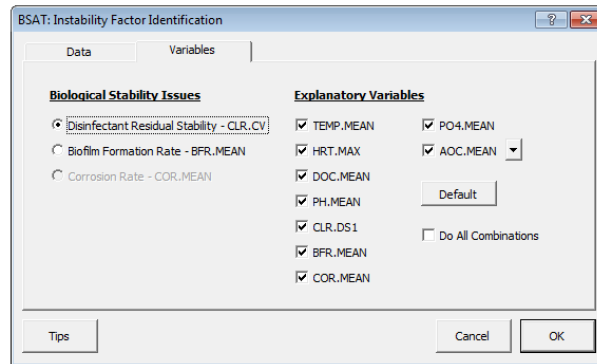 BSAT: Instability Factor Identification
Data
Variables
Biological Stability Issues
Disinfectant Residual Stability - CLR.CV
Biofilm Formation Rate - BFR.MEAN
Corrosion Rate - COR.MEAN
Explanatory Variables
TEMP.MEAN
HRT.MAX
DOC.MEAN
PH.MEAN
CLR.DS1
BFR.MEAN
COR.MEAN
PO4.MEAN
AOC.MEAN
Default
Do All Combinations
Tips
Cancel
OK